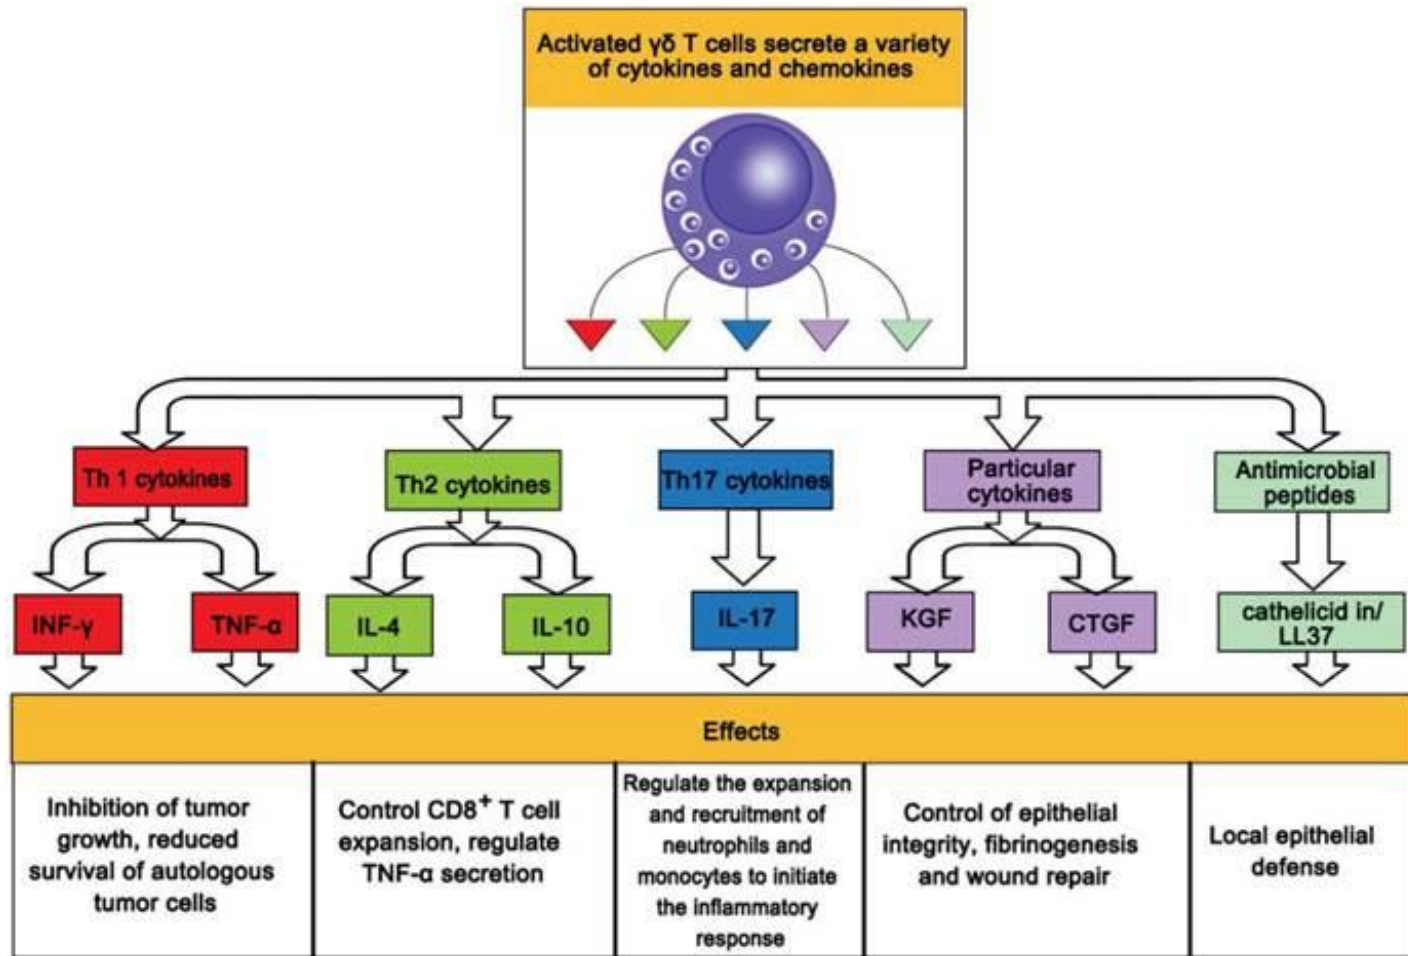 Activated γδ T cells secrete a variety
of cytokines and chemokines
Th 1 cytokines
Th2 cytokines
Th17 cytokines
Particular
cytokines
Antimicrobial
peptides
INF-γ
TNF-α
IL-4
IL-10
IL-17
KGF
CTGF
cathelicid in/
LL37
Effects
Inhibition of tumor
growth, reduced
survival of autologous
tumor cells
Control CD8⁺ T cell
expansion, regulate
TNF-α secretion
Regulate the expansion
and recruitment of
neutrophils and
monocytes to initiate
the inflammatory
response
Control of epithelial
integrity, fibrinogenesis
and wound repair
Local epithelial
defense